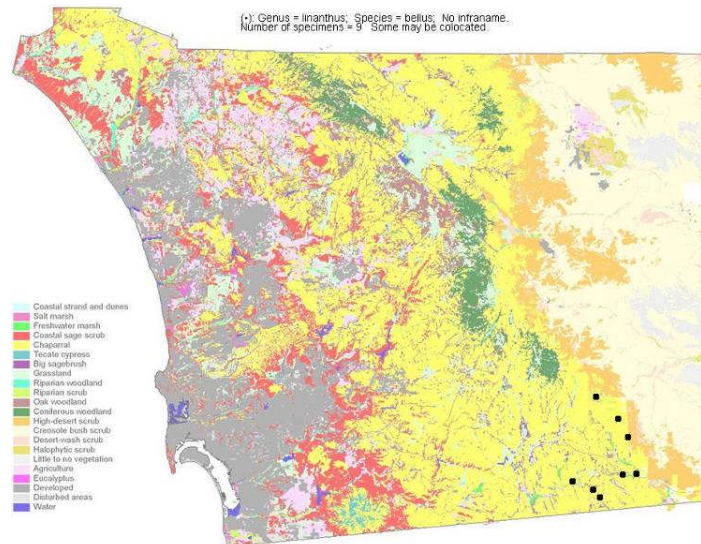 (•): Genus = linanthus; Species = bellus; No infraname.
Number of specimens = 9 Some may be colocated.
Coastal strand and dunes
Salt marsh
Freshwater marsh
Coastal sage scrub
Chaparral
Tecate cypress
Big sagebrush
Grassland
Riparian woodland
Riparian scrub
Oak woodland
Coniferous woodland
High-desert scrub
Creosote bush scrub
Desert-wash scrub
Halophytic scrub
Little to no vegetation
Agriculture
Eucalyptus
Developed
Disturbed areas
Water